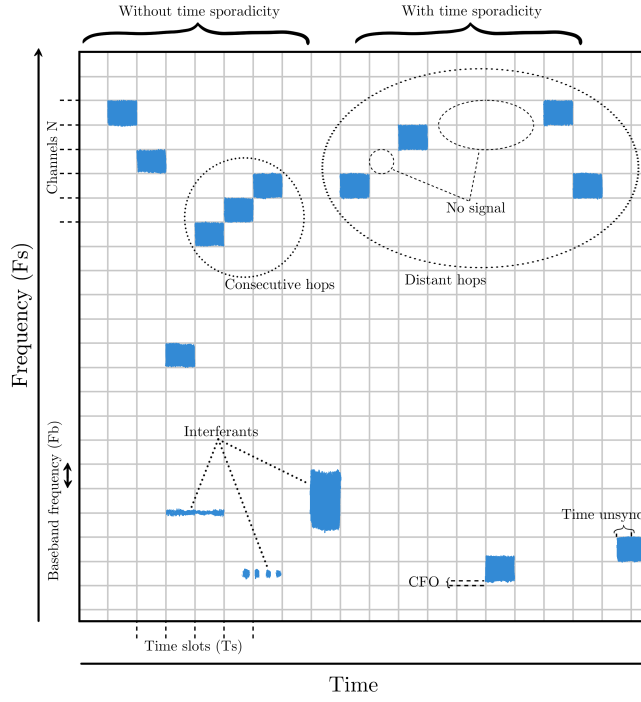 Without time sporadicity
With time sporadicity
Channels N
No signal
Consecutive hops
Distant hops
Frequency (Fs)
Interferants
Baseband frequency (Fb)
Time unsync
CFO
Time slots (Ts)
Time